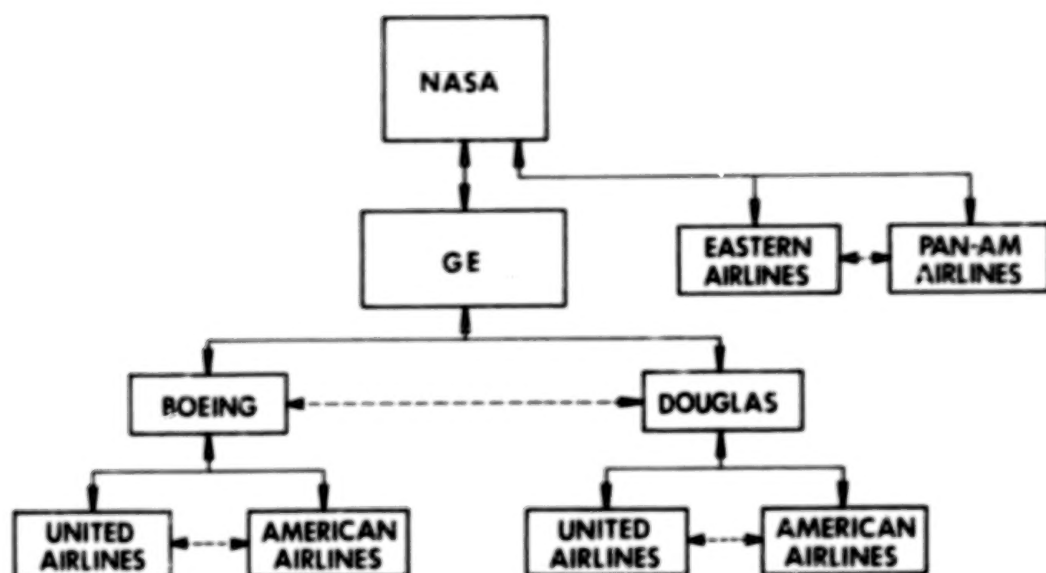 NASA
GE
EASTERN
AIRLINES
PAN-AM
AIRLINES
BOEING
DOUGLAS
UNITED
AIRLINES
AMERICAN
AIRLINES
UNITED
AIRLINES
AMERICAN
AIRLINES